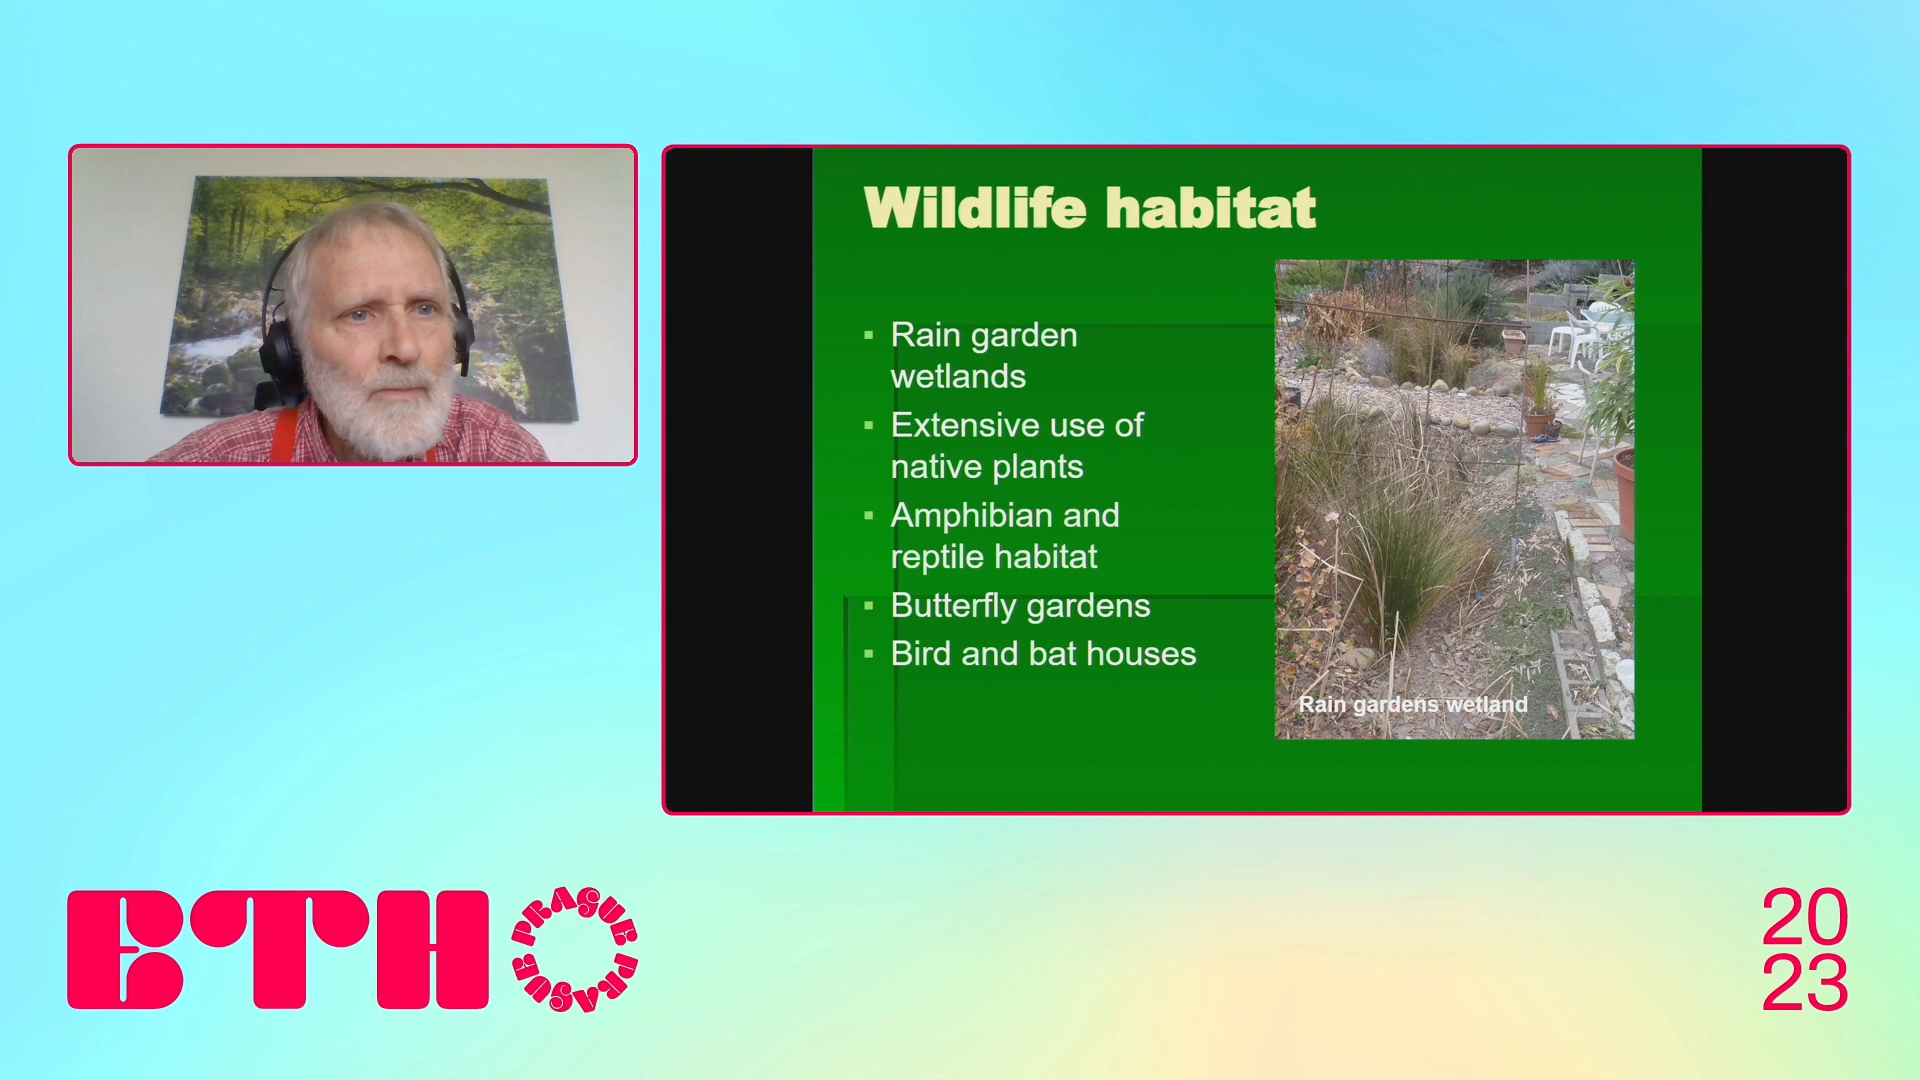 Wildlife habitat
Rain garden
wetlands
Extensive use of
native plants
Amphibian and
reptile habitat
Butterfly gardens
Bird and bat houses
Rain gardens wetland
ETH
PRAGUE PRAGUE
20
23